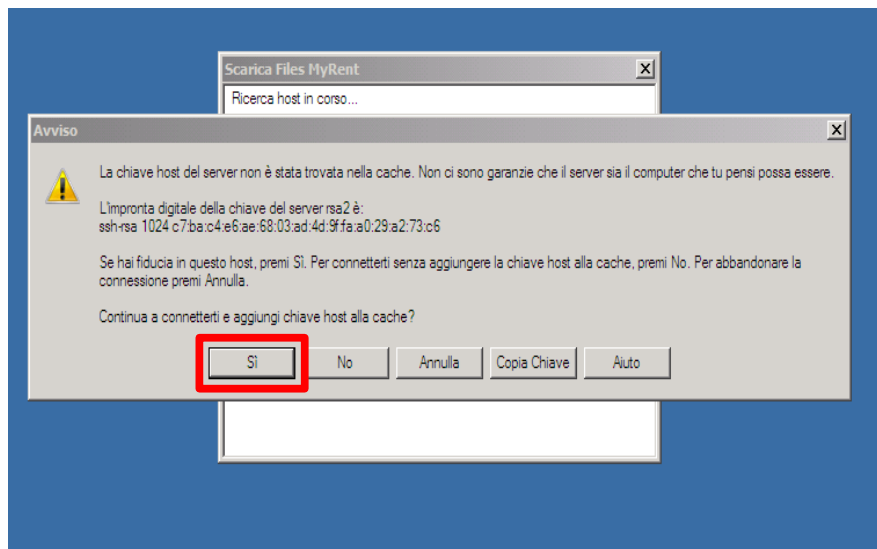 Scarica Files MyRent
Ricerca host in corso...
Avviso
La chiave host del server non è stata trovata nella cache. Non ci sono garanzie che il server sia il computer che tu pensi possa essere.
L'impronta digitale della chiave del server rsa2 è:
ssh-rsa 1024 c7:ba:c4:e6:ae:68:03:ad:4d:9f:fa:a0:29:a2:73:c6
Se hai fiducia in questo host, premi Sì. Per connetterti senza aggiungere la chiave host alla cache, premi No. Per abbandonare la
connessione premi Annulla.
Continua a connetterti e aggiungi chiave host alla cache?
Sì No Annulla Copia Chiave Aiuto